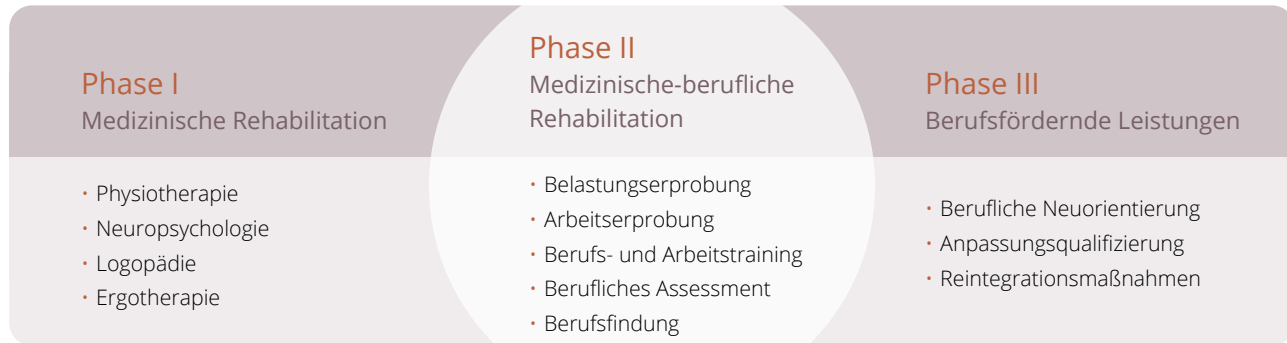 Phase I
Medizinische Rehabilitation
• Physiotherapie
• Neuropsychologie
• Logopädie
• Ergotherapie
Phase II
Medizinische-berufliche
Rehabilitation
• Belastungserprobung
• Arbeitserprobung
• Berufs- und Arbeitstraining
• Berufliches Assessment
• Berufsfindung
Phase III
Berufsfördernde Leistungen
• Berufliche Neuorientierung
• Anpassungsqualifizierung
• Reintegrationsmaßnahmen